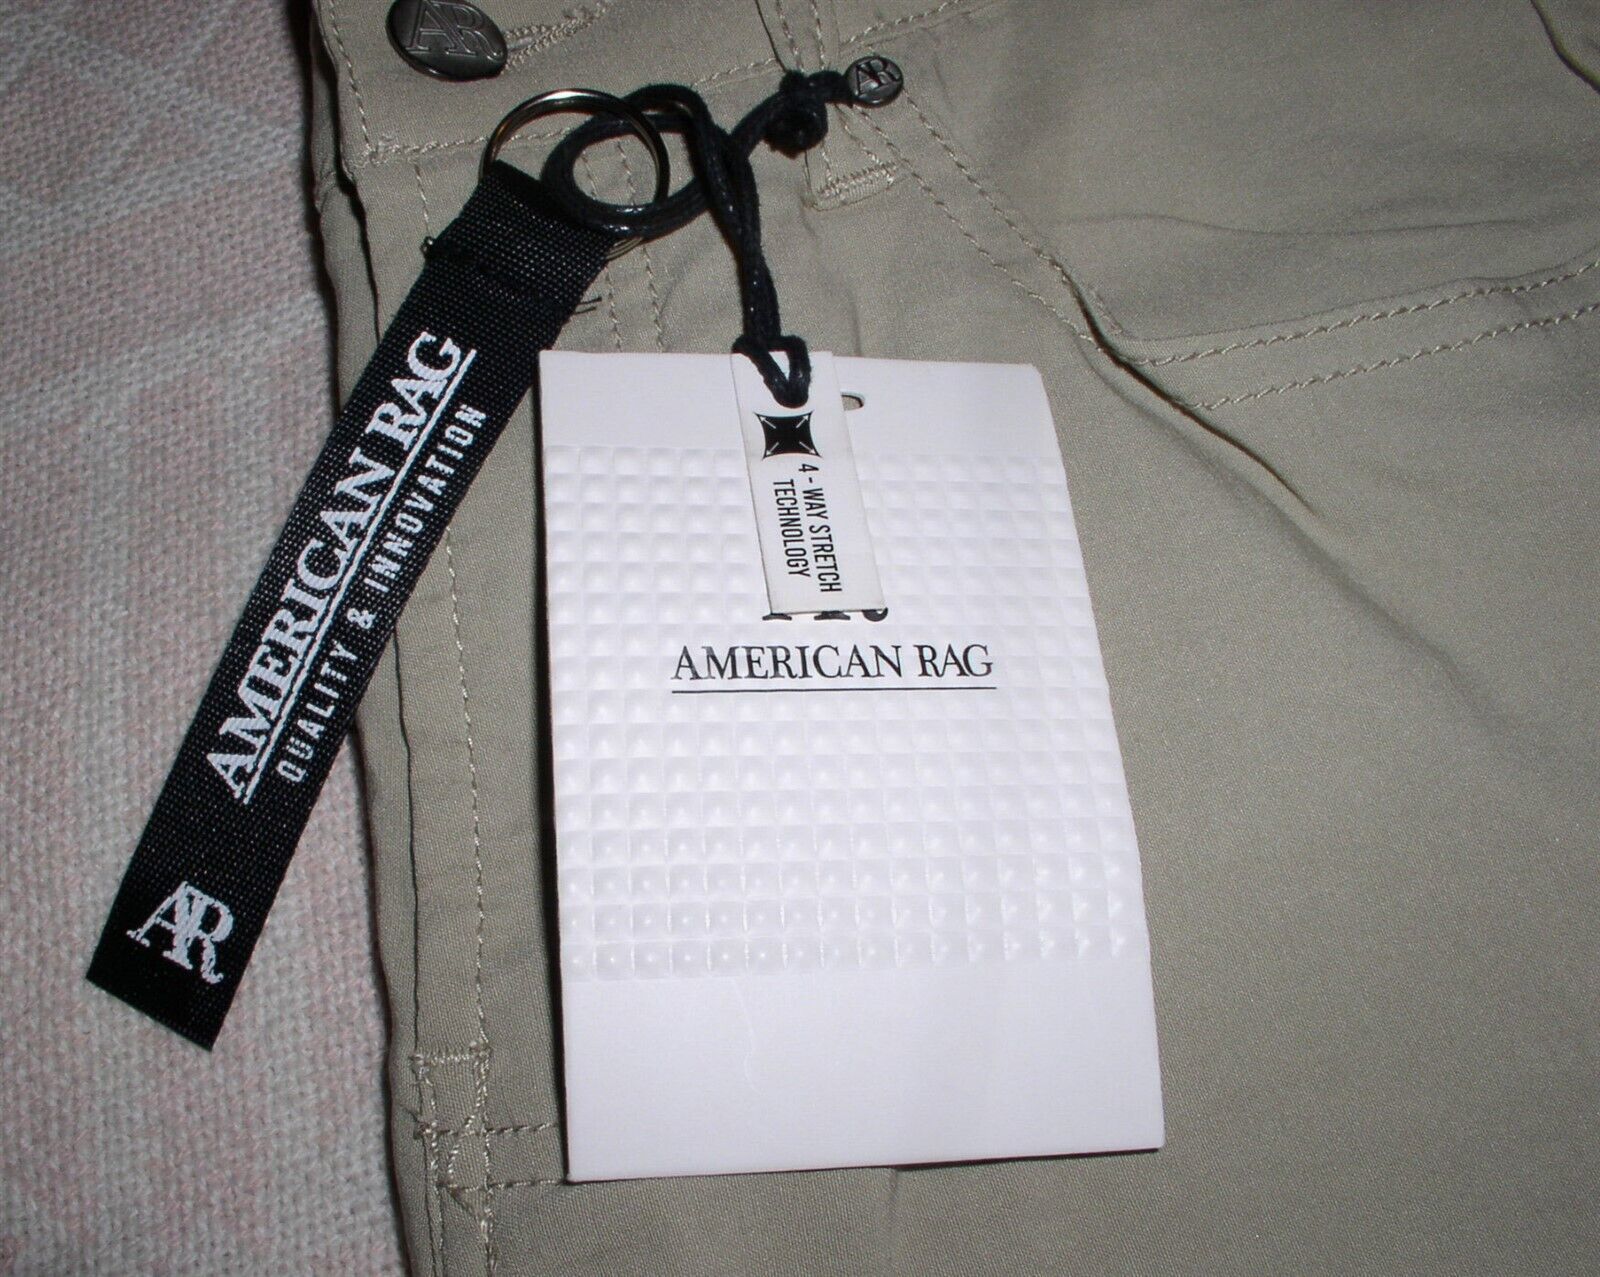 AR
AR
AMERICAN RAG
QUALITY & INNOVATION
AR
4 - WAY STRETCH
TECHNOLOGY
AMERICAN RAG